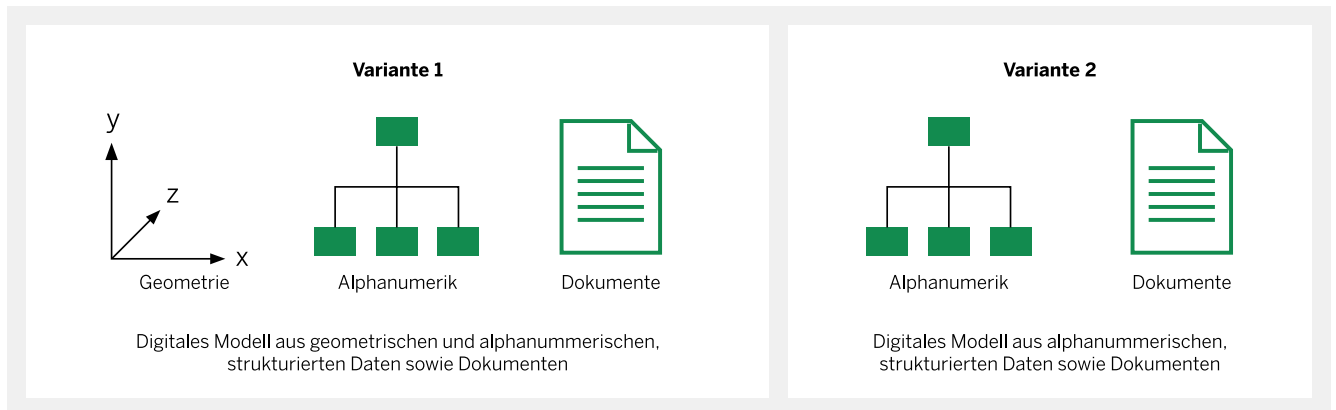 Variante 1
y
z
x
Geometrie
Alphanumerik
Dokumente
Digitales Modell aus geometrischen und alphanummerischen,
strukturierten Daten sowie Dokumenten
Variante 2
Alphanumerik
Dokumente
Digitales Modell aus alphanummerischen,
strukturierten Daten sowie Dokumenten